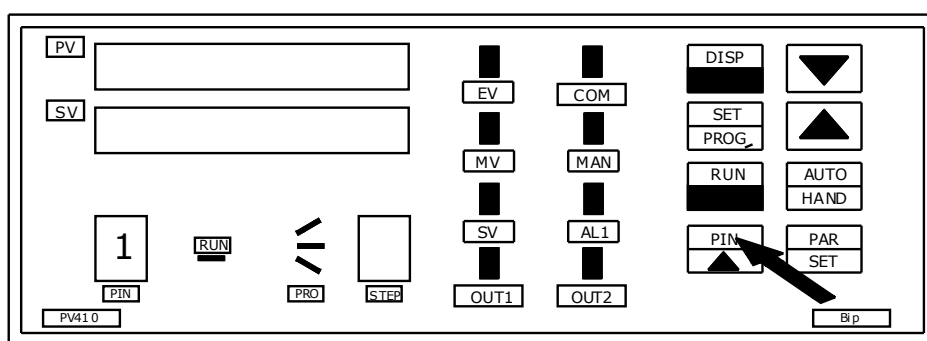 PV
SV
EV
COM
MV
MAN
SV
AL1
OUT1
OUT2
DISP
SET
PROG
RUN
AUTO
HAND
PIN
PAR
SET
1
RUN
PIN
PRO
STEP
PV410
Bip